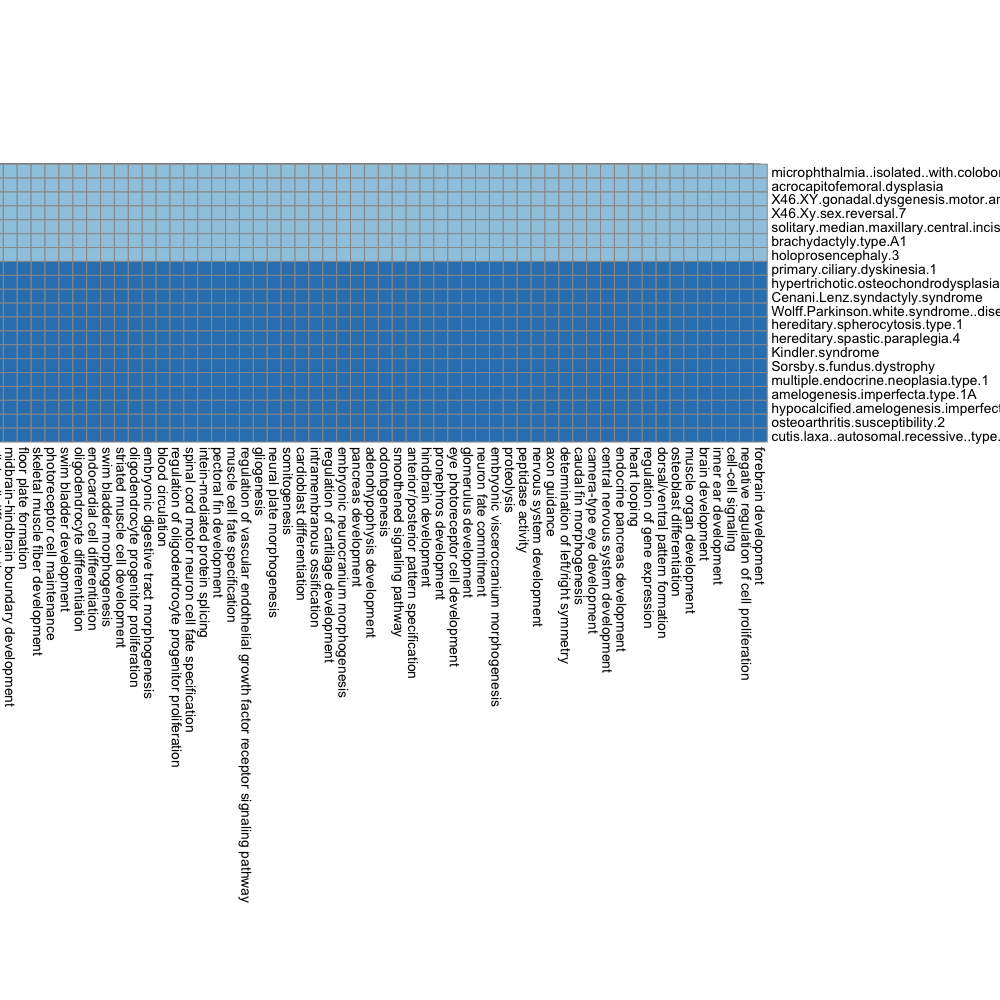 microphthalmia..isolated..with.colobo
acrocapitofemoral.dysplasia
X46.XY.gonadal.dysgenesis.motor.a
X46.Xy.sex.reversal.7
solitary.median.maxillary.central.incis
brachydactyly.type.A1
holoprosencephaly.3
primary.ciliary.dyskinesia.1
hypertrichotic.osteochondrodysplasia
Cenani.Lenz.syndactyly.syndrome
Wolff.Parkinson.white.syndrome..dise
hereditary.spherocytosis.type.1
hereditary.spastic.paraplegia.4
Kindler.syndrome
Sorsby.s.fundus.dystrophy
multiple.endocrine.neoplasia.type.1
amelogenesis.imperfecta.type.1A
hypocalcified.amelogenesis.imperfect
osteoarthritis.susceptibility.2
cutis.laxa..autosomal.recessive..type.
midbrain-hindbrain boundary development
floor plate formation
skeletal muscle fiber development
photoreceptor cell maintenance
swim bladder development
oligodendrocyte differentiation
endocardial cell differentiation
swim bladder morphogenesis
striated muscle cell development
oligodendrocyte progenitor proliferation
embryonic digestive tract morphogenesis
blood circulation
regulation of oligodendrocyte progenitor proliferation
spinal cord motor neuron cell fate specification
intein-mediated protein splicing
pectoral fin development
muscle cell fate specification
regulation of vascular endothelial growth factor receptor signaling pathway
gliogenesis
neural plate morphogenesis
somitogenesis
cardioblast differentiation
intramembranous ossification
regulation of cartilage development
embryonic neurocranium morphogenesis
pancreas development
adenohypophysis development
odontogenesis
smoothened signaling pathway
anterior/posterior pattern specification
hindbrain development
pronephros development
eye photoreceptor cell development
glomerulus development
neuron fate commitment
embryonic viscerocranium morphogenesis
proteolysis
peptidase activity
nervous system development
axon guidance
determination of left/right symmetry
caudal fin morphogenesis
camera-type eye development
central nervous system development
endocrine pancreas development
heart looping
regulation of gene expression
dorsal/ventral pattern formation
osteoblast differentiation
muscle organ development
brain development
inner ear development
cell-cell signaling
negative regulation of cell proliferation
forebrain development